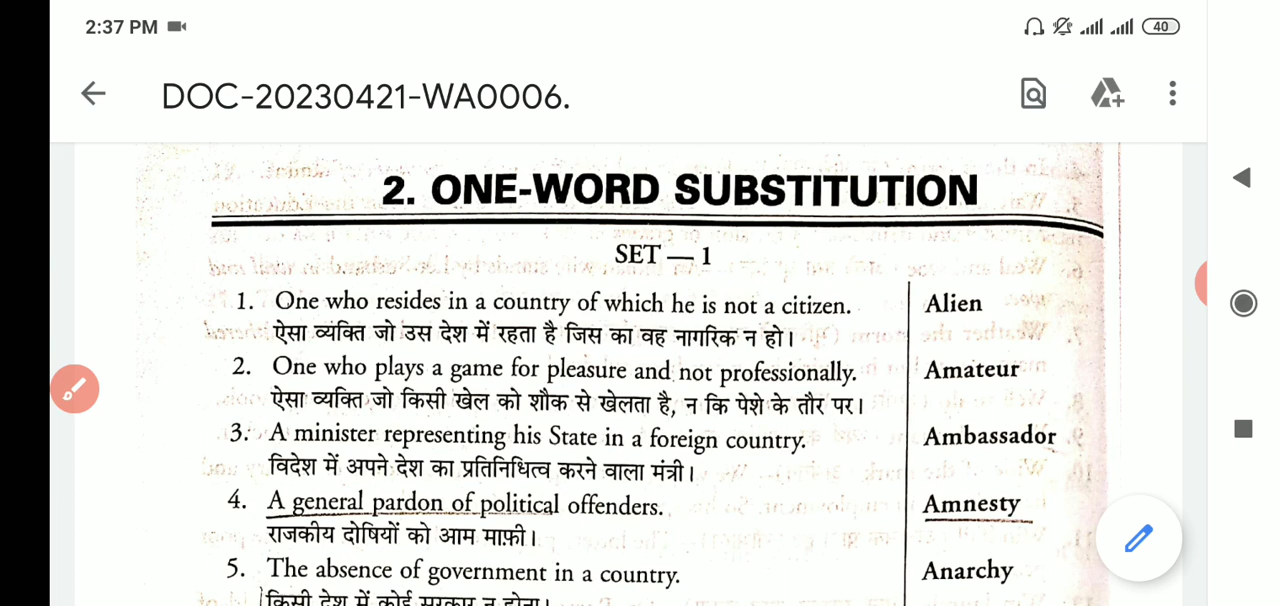 2:37 PM
40
DOC-20230421-WA0006.
2. ONE-WORD SUBSTITUTION
SET — 1
1. One who resides in a country of which he is not a citizen. Alien
ऐसा व्यक्ति जो उस देश में रहता है जिस का वह नागरिक न हो।
2. One who plays a game for pleasure and not professionally. Amateur
ऐसा व्यक्ति जो किसी खेल को शौक से खेलता है, न कि पेशे के तौर पर।
3. A minister representing his State in a foreign country. Ambassador
विदेश में अपने देश का प्रतिनिधित्व करने वाला मंत्री।
4. A general pardon of political offenders. Amnesty
राजकीय दोषियों को आम माफ़ी।
5. The absence of government in a country. Anarchy
किसी देश में कोई सरकार न होना।